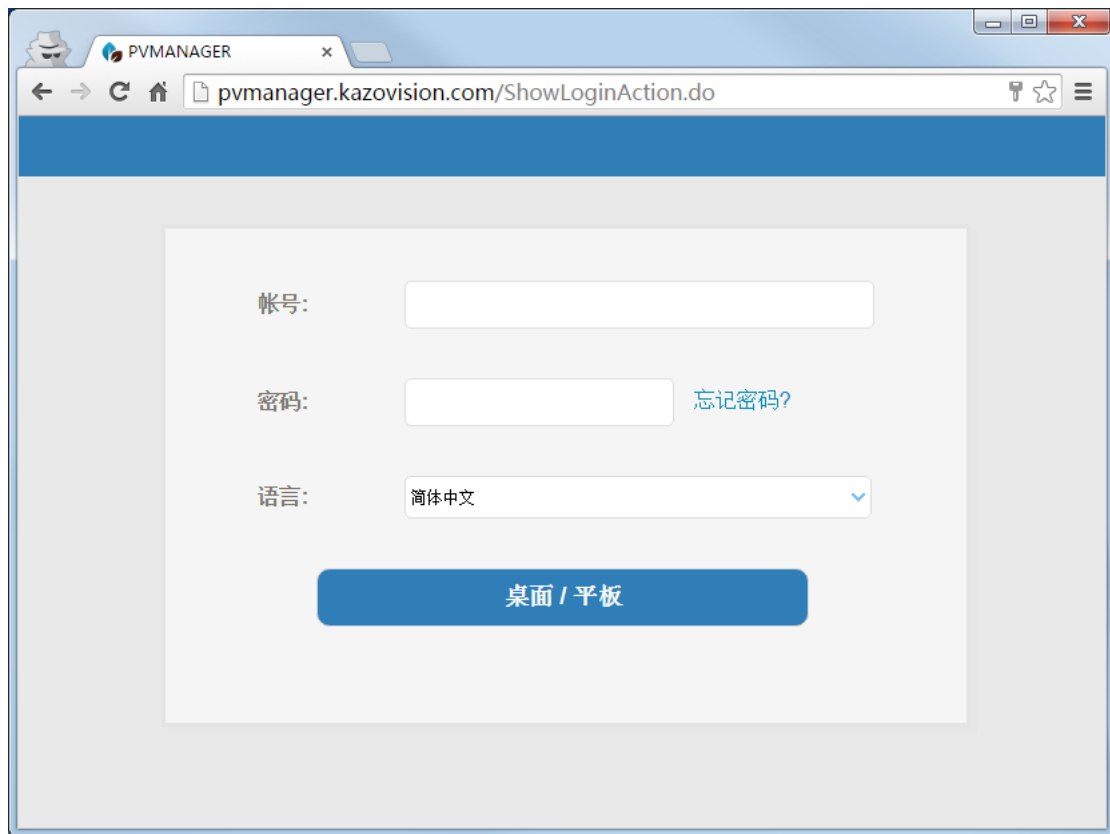 PVMANAGER
pvmanager.kazovision.com/ShowLoginAction.do
帐号:
密码: 忘记密码?
语言: 简体中文
桌面 / 平板